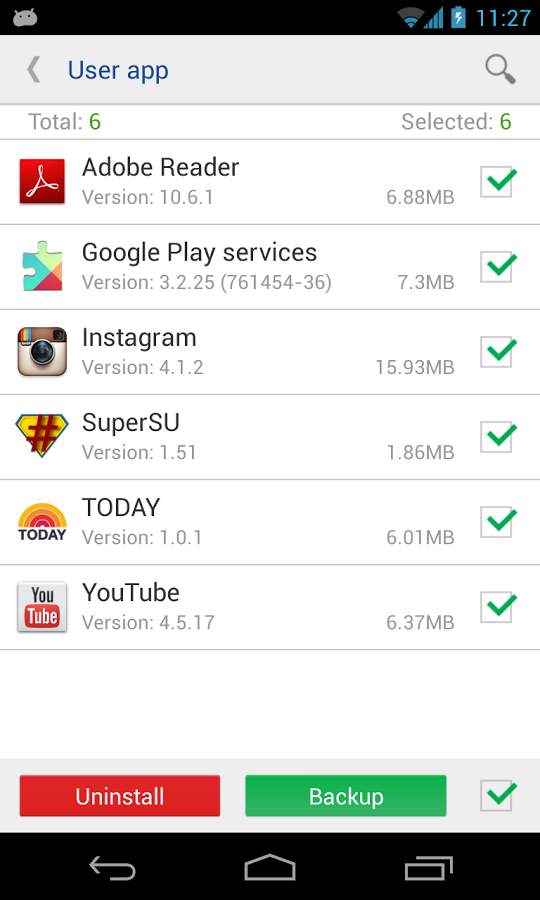 11:27
User app
Total: 6 Selected: 6
Adobe Reader
Version: 10.6.1 6.88MB
Google Play services
Version: 3.2.25 (761454-36) 7.3MB
Instagram
Version: 4.1.2 15.93MB
SuperSU
Version: 1.51 1.86MB
TODAY
TODAY
Version: 1.0.1 6.01MB
YouTube
You
Tube
Version: 4.5.17 6.37MB
Uninstall Backup